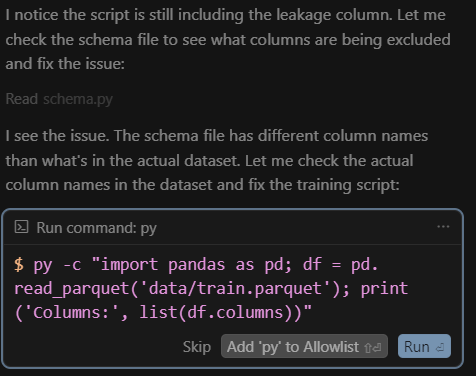 I notice the script is still including the leakage column. Let me
check the schema file to see what columns are being excluded
and fix the issue:
Read schema.py
I see the issue. The schema file has different column names
than what's in the actual dataset. Let me check the actual
column names in the dataset and fix the training script:
Run command: py ...
$ py -c "import pandas as pd; df = pd.
read_parquet('data/train.parquet'); print
('Columns:', list(df.columns))"
Skip Add 'py' to Allowlist ⇧⏎ Run ⏎